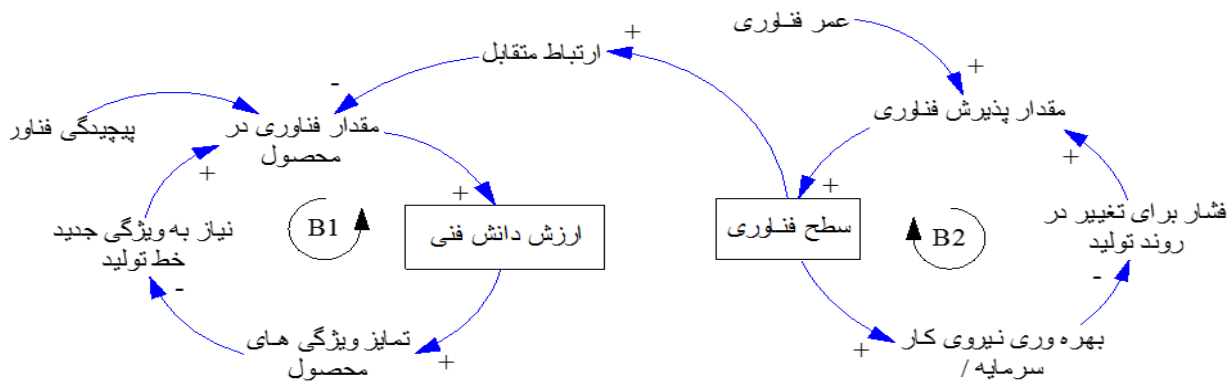 عمر فناوری
+
ارتباط متقابل
+
-
+
مقدار پذیرش فناوری
پیچیدگی فناور
مقدار فناوری در
محصول
+
+
+
+
ارزش دانش فنی
B1
سطح فناوری
B2
فشار برای تغییر در
روند تولید
نیاز به ویژگی جدید
خط تولید
-
-
تمایز ویژگی های
محصول
+
+
بهره وری نیروی کار
سرمایه /